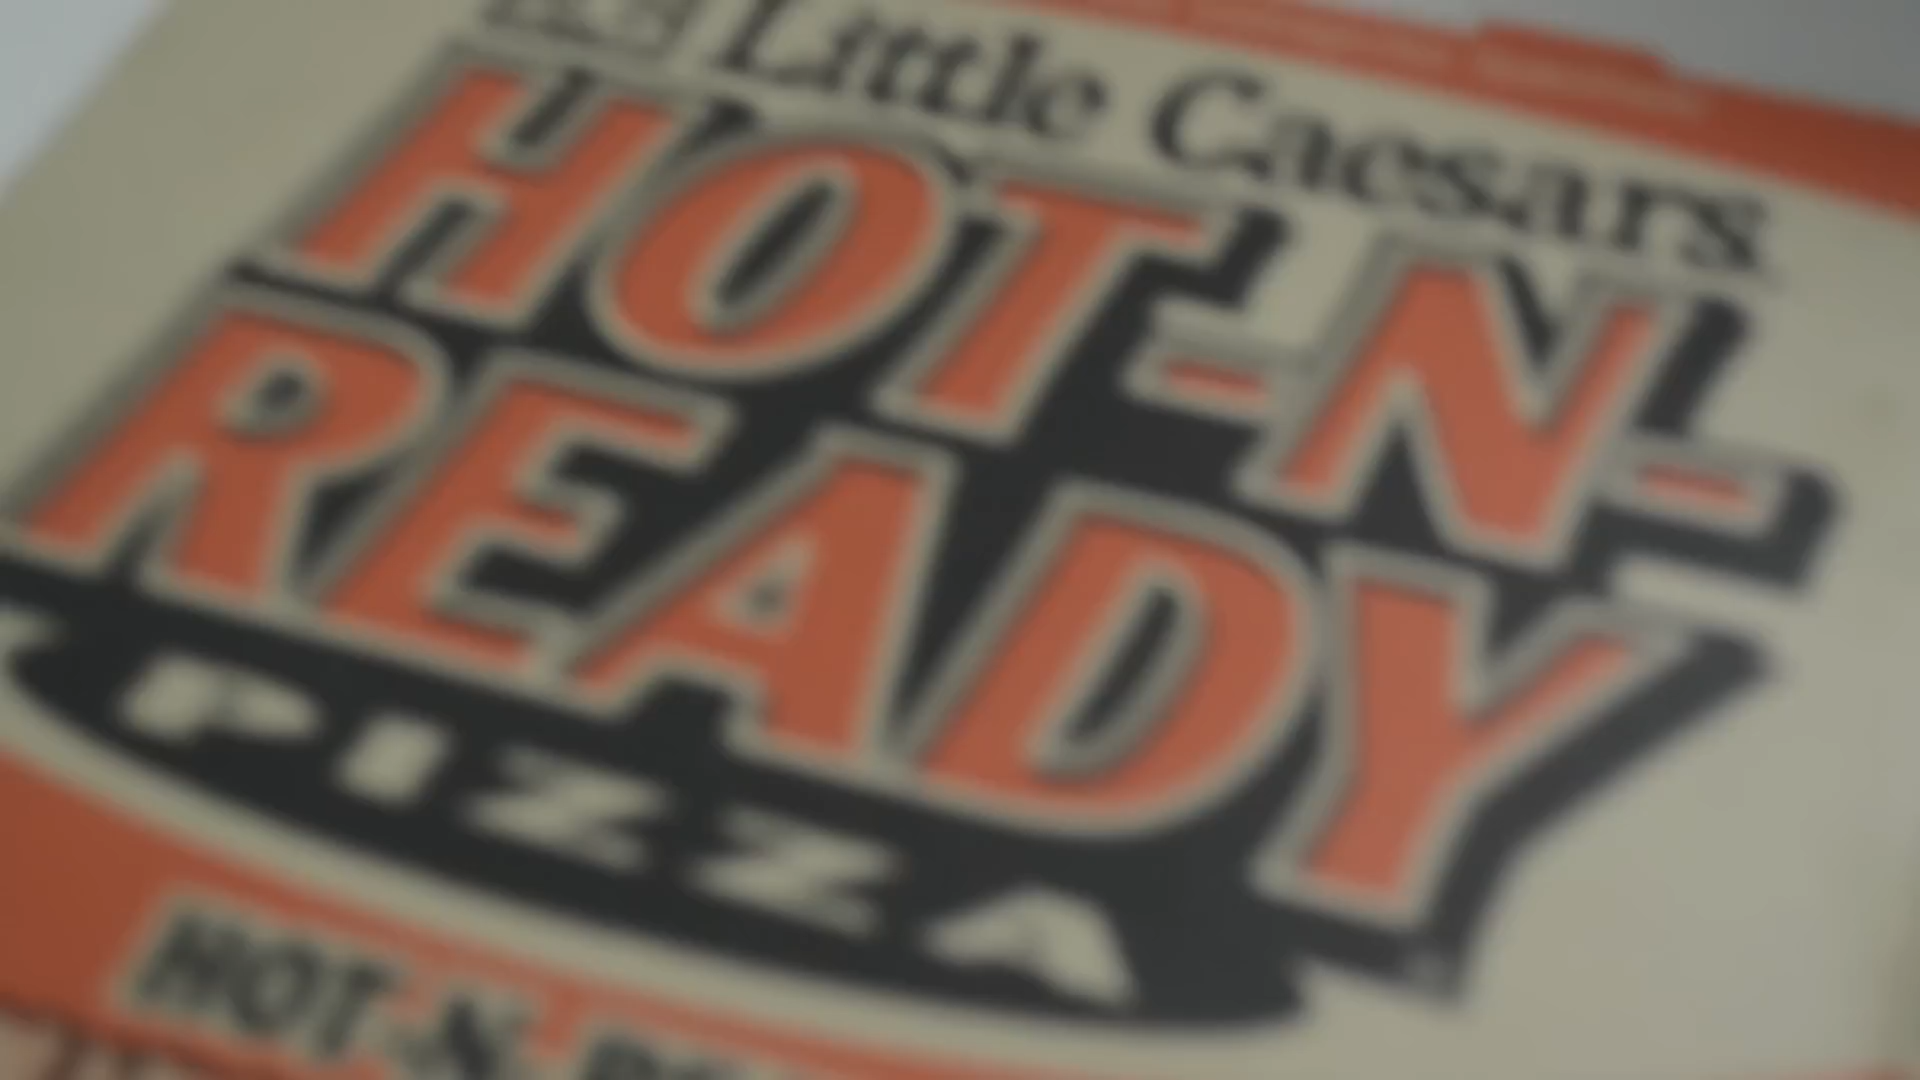 Little Caesars
HOT-N-
READY
PIZZA
HOT-N-